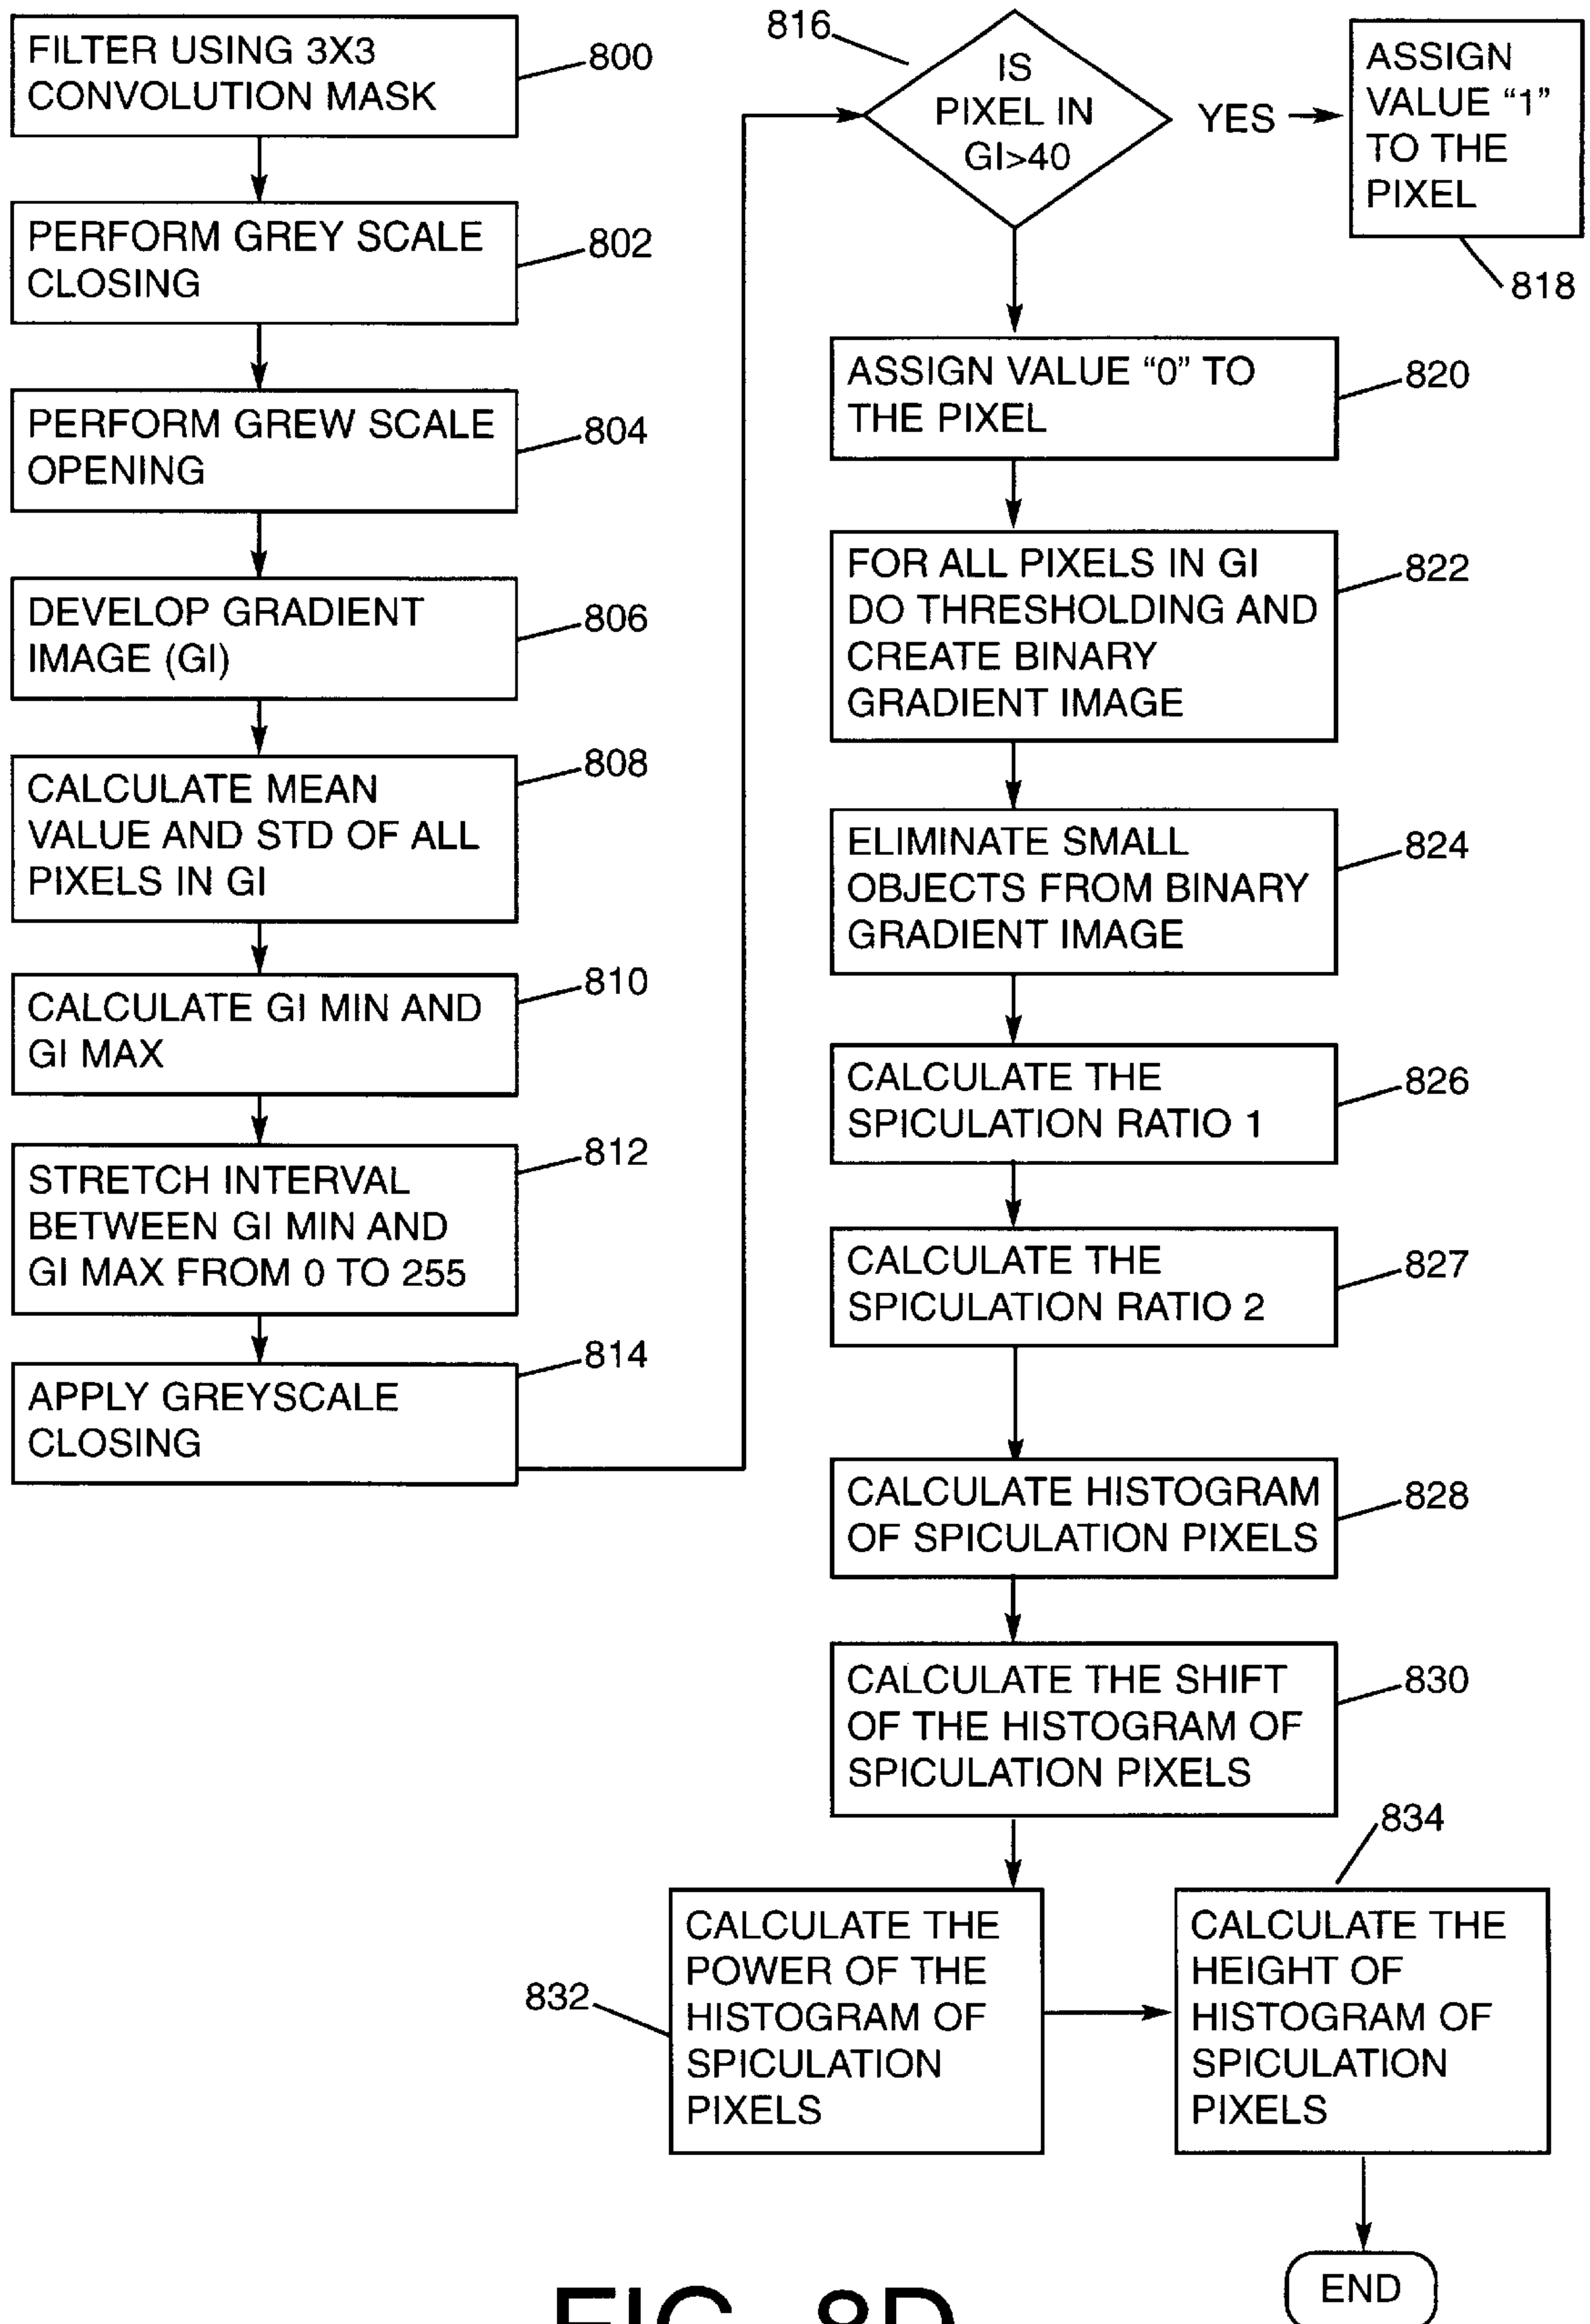 FILTER USING 3X3
CONVOLUTION MASK
800
PERFORM GREY SCALE
CLOSING
802
PERFORM GREW SCALE
OPENING
804
DEVELOP GRADIENT
IMAGE (GI)
806
CALCULATE MEAN
VALUE AND STD OF ALL
PIXELS IN GI
808
CALCULATE GI MIN AND
GI MAX
810
STRETCH INTERVAL
BETWEEN GI MIN AND
GI MAX FROM 0 TO 255
812
APPLY GREYSCALE
CLOSING
814
816
IS
PIXEL IN
GI>40
YES
ASSIGN
VALUE “1”
TO THE
PIXEL
818
ASSIGN VALUE “0” TO
THE PIXEL
820
FOR ALL PIXELS IN GI
DO THRESHOLDING AND
CREATE BINARY
GRADIENT IMAGE
822
ELIMINATE SMALL
OBJECTS FROM BINARY
GRADIENT IMAGE
824
CALCULATE THE
SPICULATION RATIO 1
826
CALCULATE THE
SPICULATION RATIO 2
827
CALCULATE HISTOGRAM
OF SPICULATION PIXELS
828
CALCULATE THE SHIFT
OF THE HISTOGRAM OF
SPICULATION PIXELS
830
832
CALCULATE THE
POWER OF THE
HISTOGRAM OF
SPICULATION
PIXELS
834
CALCULATE THE
HEIGHT OF
HISTOGRAM OF
SPICULATION
PIXELS
END
FIG. 8D